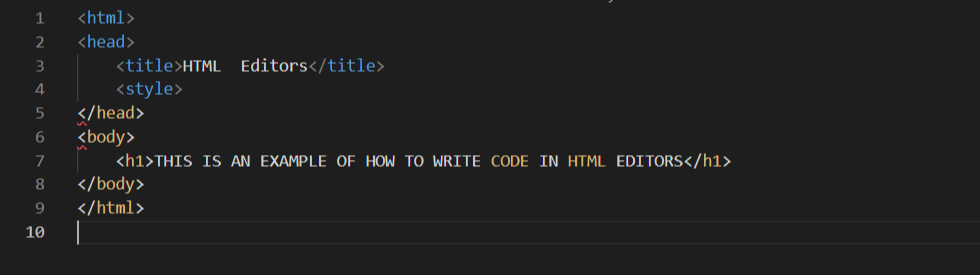 1 <html>
2 <head>
3 <title>HTML  Editors</title>
4 <style>
5 </head>
6 <body>
7 <h1>THIS IS AN EXAMPLE OF HOW TO WRITE CODE IN HTML EDITORS</h1>
8 </body>
9 </html>
10